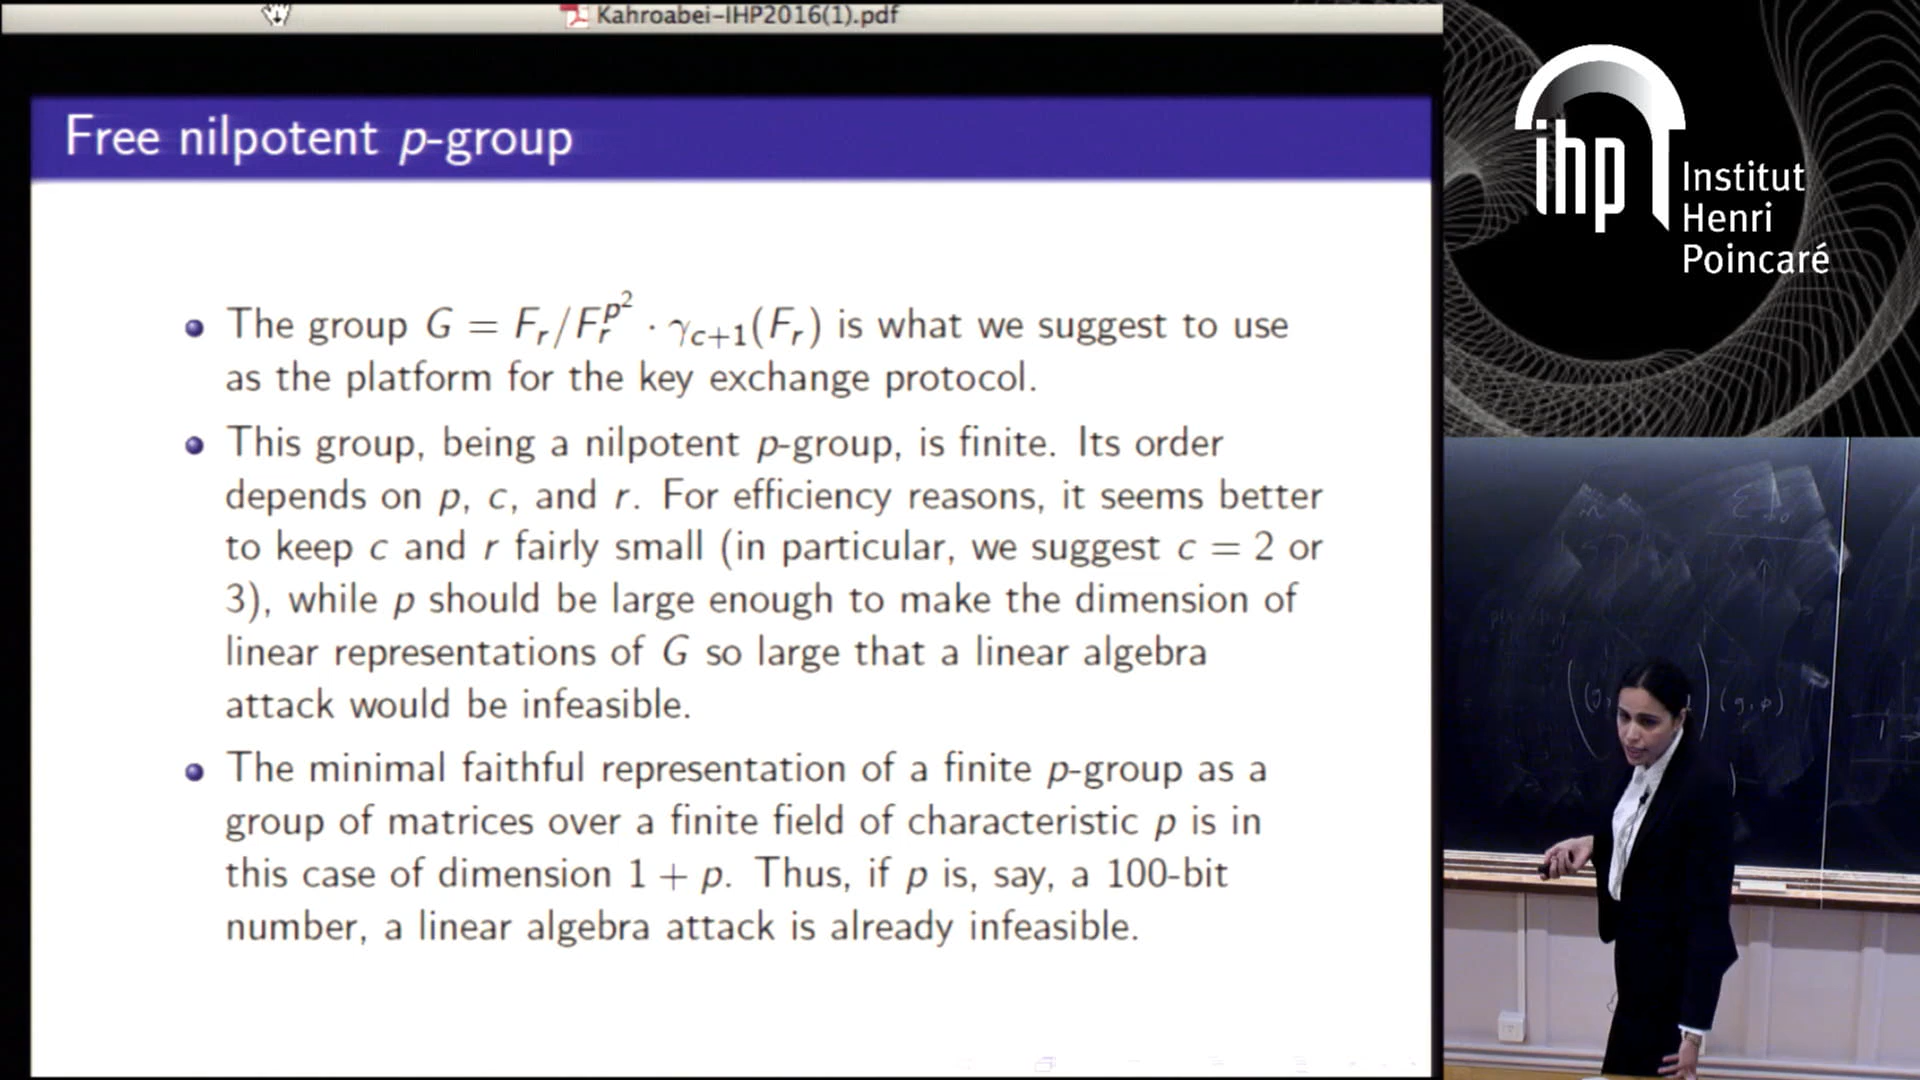 Kahroabei-IHP2016(1).pdf
Free nilpotent p-group
The group G = F_r/F_r^{p^2} · γ_{c+1}(F_r) is what we suggest to use
as the platform for the key exchange protocol.
This group, being a nilpotent p-group, is finite. Its order
depends on p, c, and r. For efficiency reasons, it seems better
to keep c and r fairly small (in particular, we suggest c = 2 or
3), while p should be large enough to make the dimension of
linear representations of G so large that a linear algebra
attack would be infeasible.
The minimal faithful representation of a finite p-group as a
group of matrices over a finite field of characteristic p is in
this case of dimension 1 + p. Thus, if p is, say, a 100-bit
number, a linear algebra attack is already infeasible.
ihp
Institut
Henri
Poincaré
(g, φ)